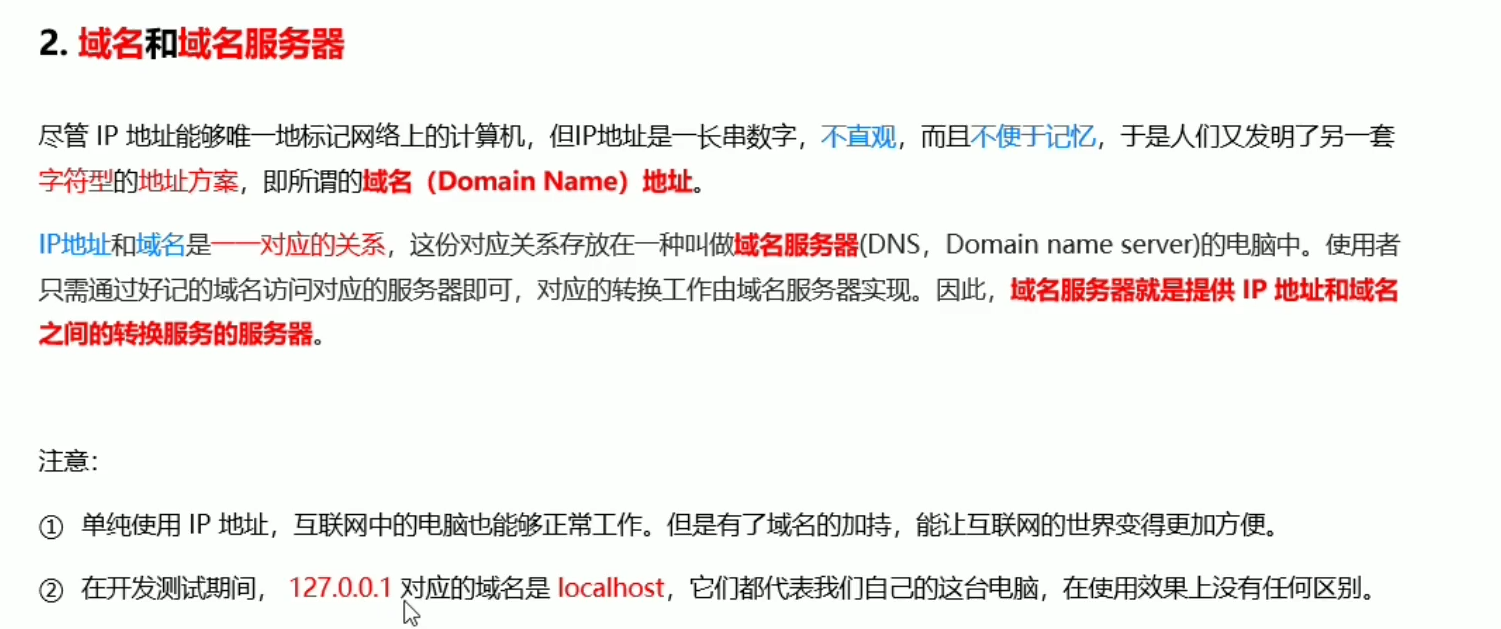 2. 域名和域名服务器
尽管 IP 地址能够唯一地标记网络上的计算机，但IP地址是一长串数字，不直观，而且不便于记忆，于是人们又发明了另一套
字符型的地址方案，即所谓的域名（Domain Name）地址。
IP地址和域名是一一对应的关系，这份对应关系存放在一种叫做域名服务器(DNS，Domain name server)的电脑中。使用者
只需通过好记的域名访问对应的服务器即可，对应的转换工作由域名服务器实现。因此，域名服务器就是提供 IP 地址和域名
之间的转换服务的服务器。
注意：
① 单纯使用 IP 地址，互联网中的电脑也能够正常工作。但是有了域名的加持，能让互联网的世界变得更加方便。
② 在开发测试期间， 127.0.0.1 对应的域名是 localhost，它们都代表我们自己的这台电脑，在使用效果上没有任何区别。